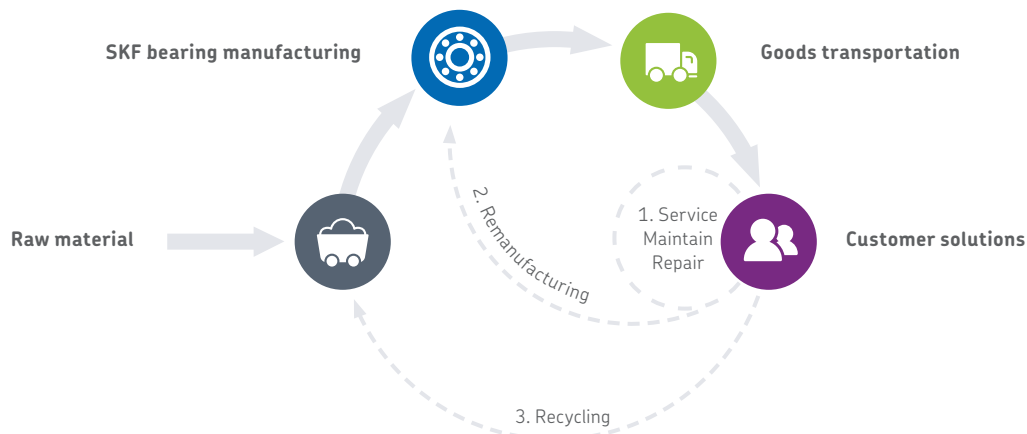 SKF bearing manufacturing
Goods transportation
1. Service
Maintain
Repair
2. Remanufacturing
Raw material
Customer solutions
3. Recycling